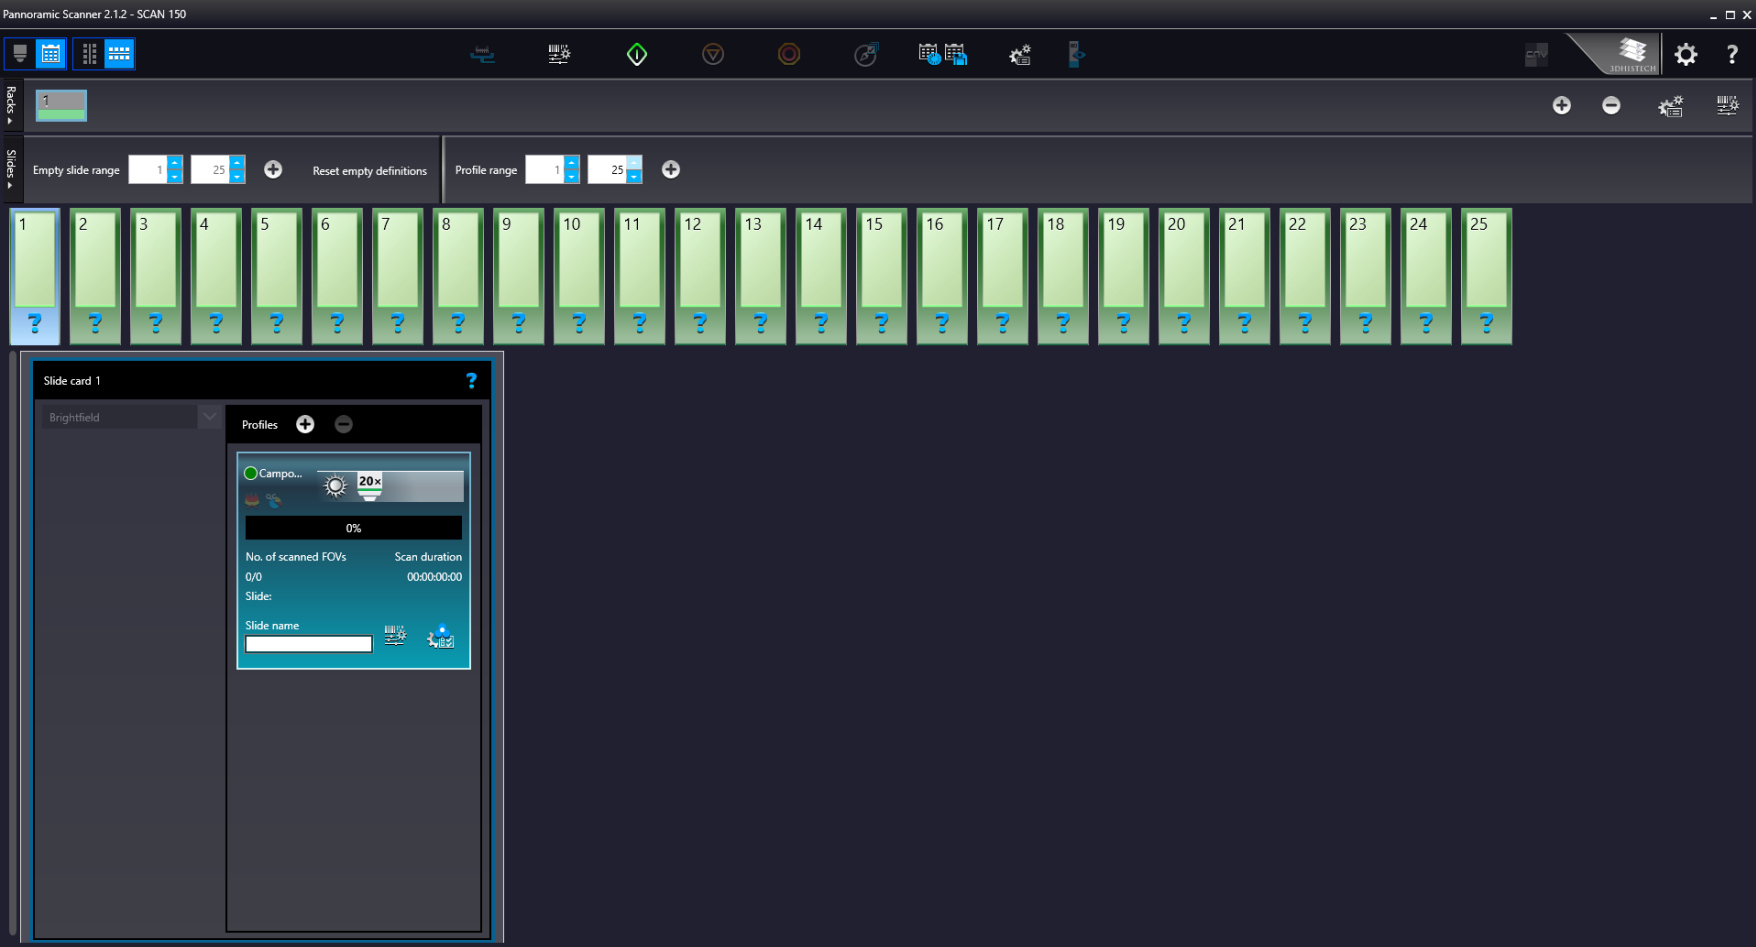 Pannoramic Scanner 2.1.2 - SCAN 150
3DHISTECH
?
Racks
1
Slides
Empty slide range 1 25 Reset empty definitions Profile range 1 25
1 2 3 4 5 6 7 8 9 10 11 12 13 14 15 16 17 18 19 20 21 22 23 24 25
? ? ? ? ? ? ? ? ? ? ? ? ? ? ? ? ? ? ? ? ? ? ? ? ?
Slide card 1 ?
Brightfield
Profiles
Campo...
20x
0%
No. of scanned FOVs Scan duration
0/0 00:00:00:00
Slide:
Slide name